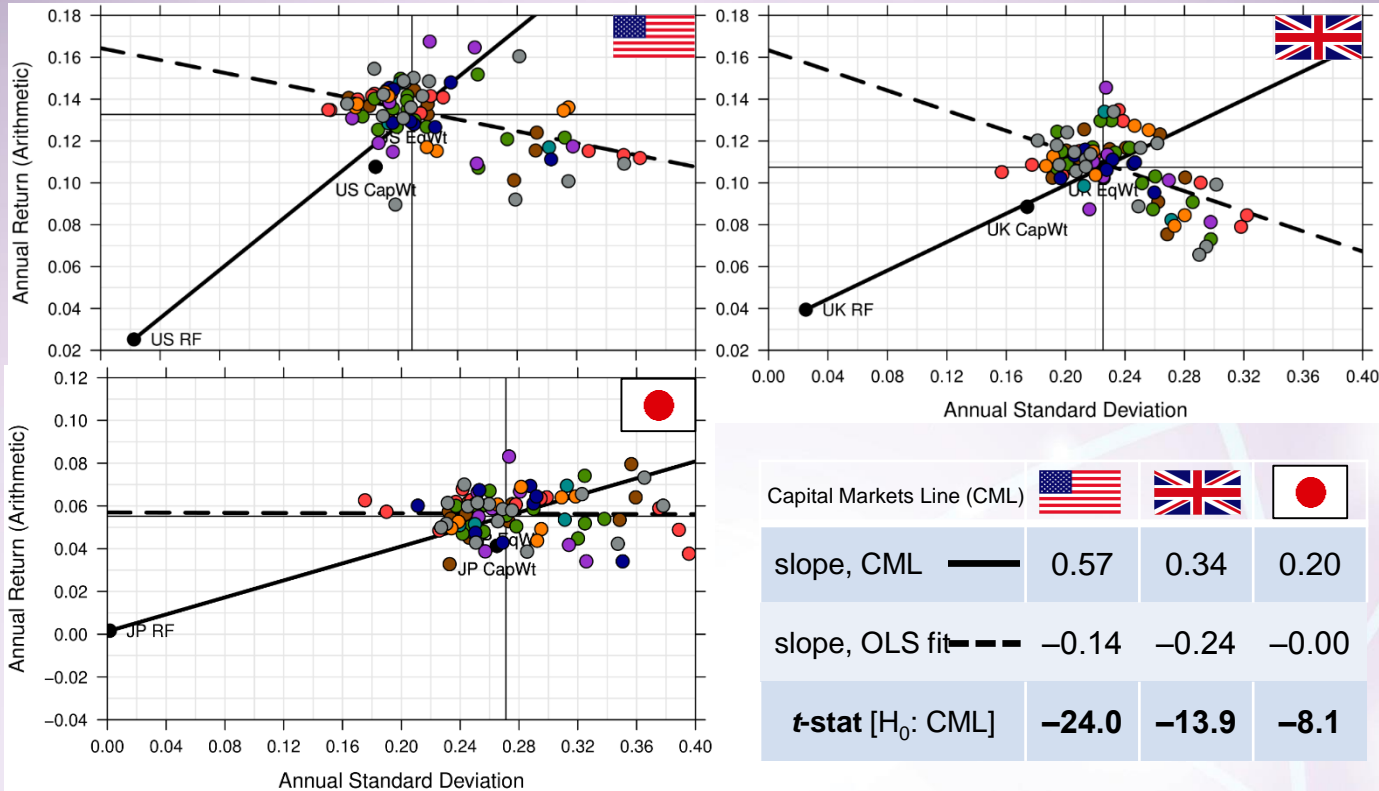 Annual Return (Arithmetic)
0.18
0.16
0.14
0.12
0.10
0.08
0.06
0.04
0.02
EqWt
US CapWt
US RF
0.18
0.16
0.14
0.12
0.10
0.08
0.06
0.04
0.02
UK EqWt
UK CapWt
UK RF
0.00 0.04 0.08 0.12 0.16 0.20 0.24 0.28 0.32 0.36 0.40
Annual Standard Deviation
Annual Return (Arithmetic)
0.12
0.10
0.08
0.06
0.04
0.02
0.00
−0.02
−0.04
EqWt
JP CapWt
JP RF
0.00 0.04 0.08 0.12 0.16 0.20 0.24 0.28 0.32 0.36 0.40
Annual Standard Deviation
Capital Markets Line (CML)
slope, CML 0.57 0.34 0.20
slope, OLS fit –0.14 –0.24 –0.00
t-stat [H0: CML] –24.0 –13.9 –8.1